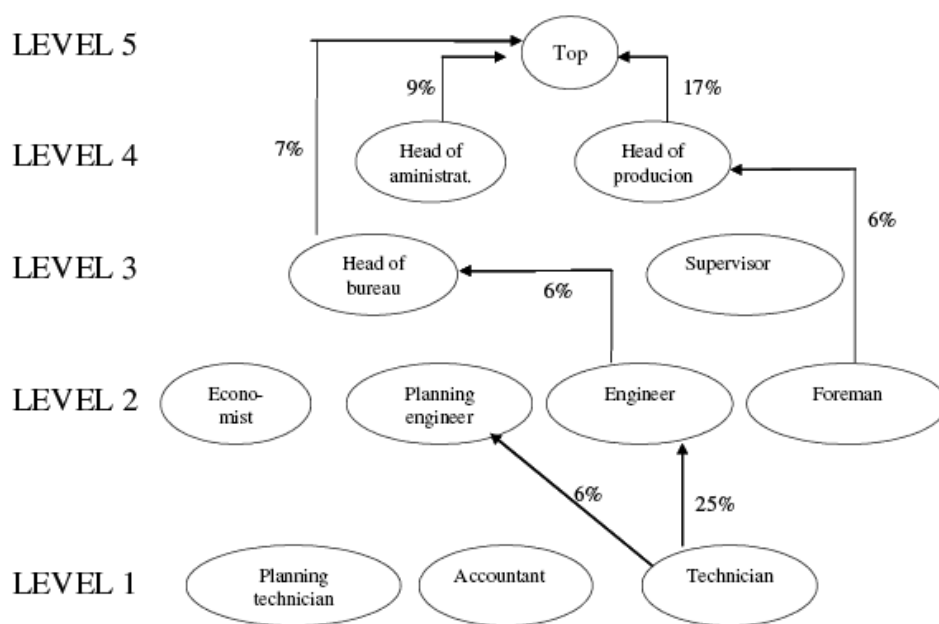 LEVEL 5
Top
9%
17%
7%
LEVEL 4
Head of
aministrat.
Head of
producion
6%
LEVEL 3
Head of
bureau
6%
Supervisor
LEVEL 2
Econo-
mist
Planning
engineer
Engineer
Foreman
6%
25%
LEVEL 1
Planning
technician
Accountant
Technician